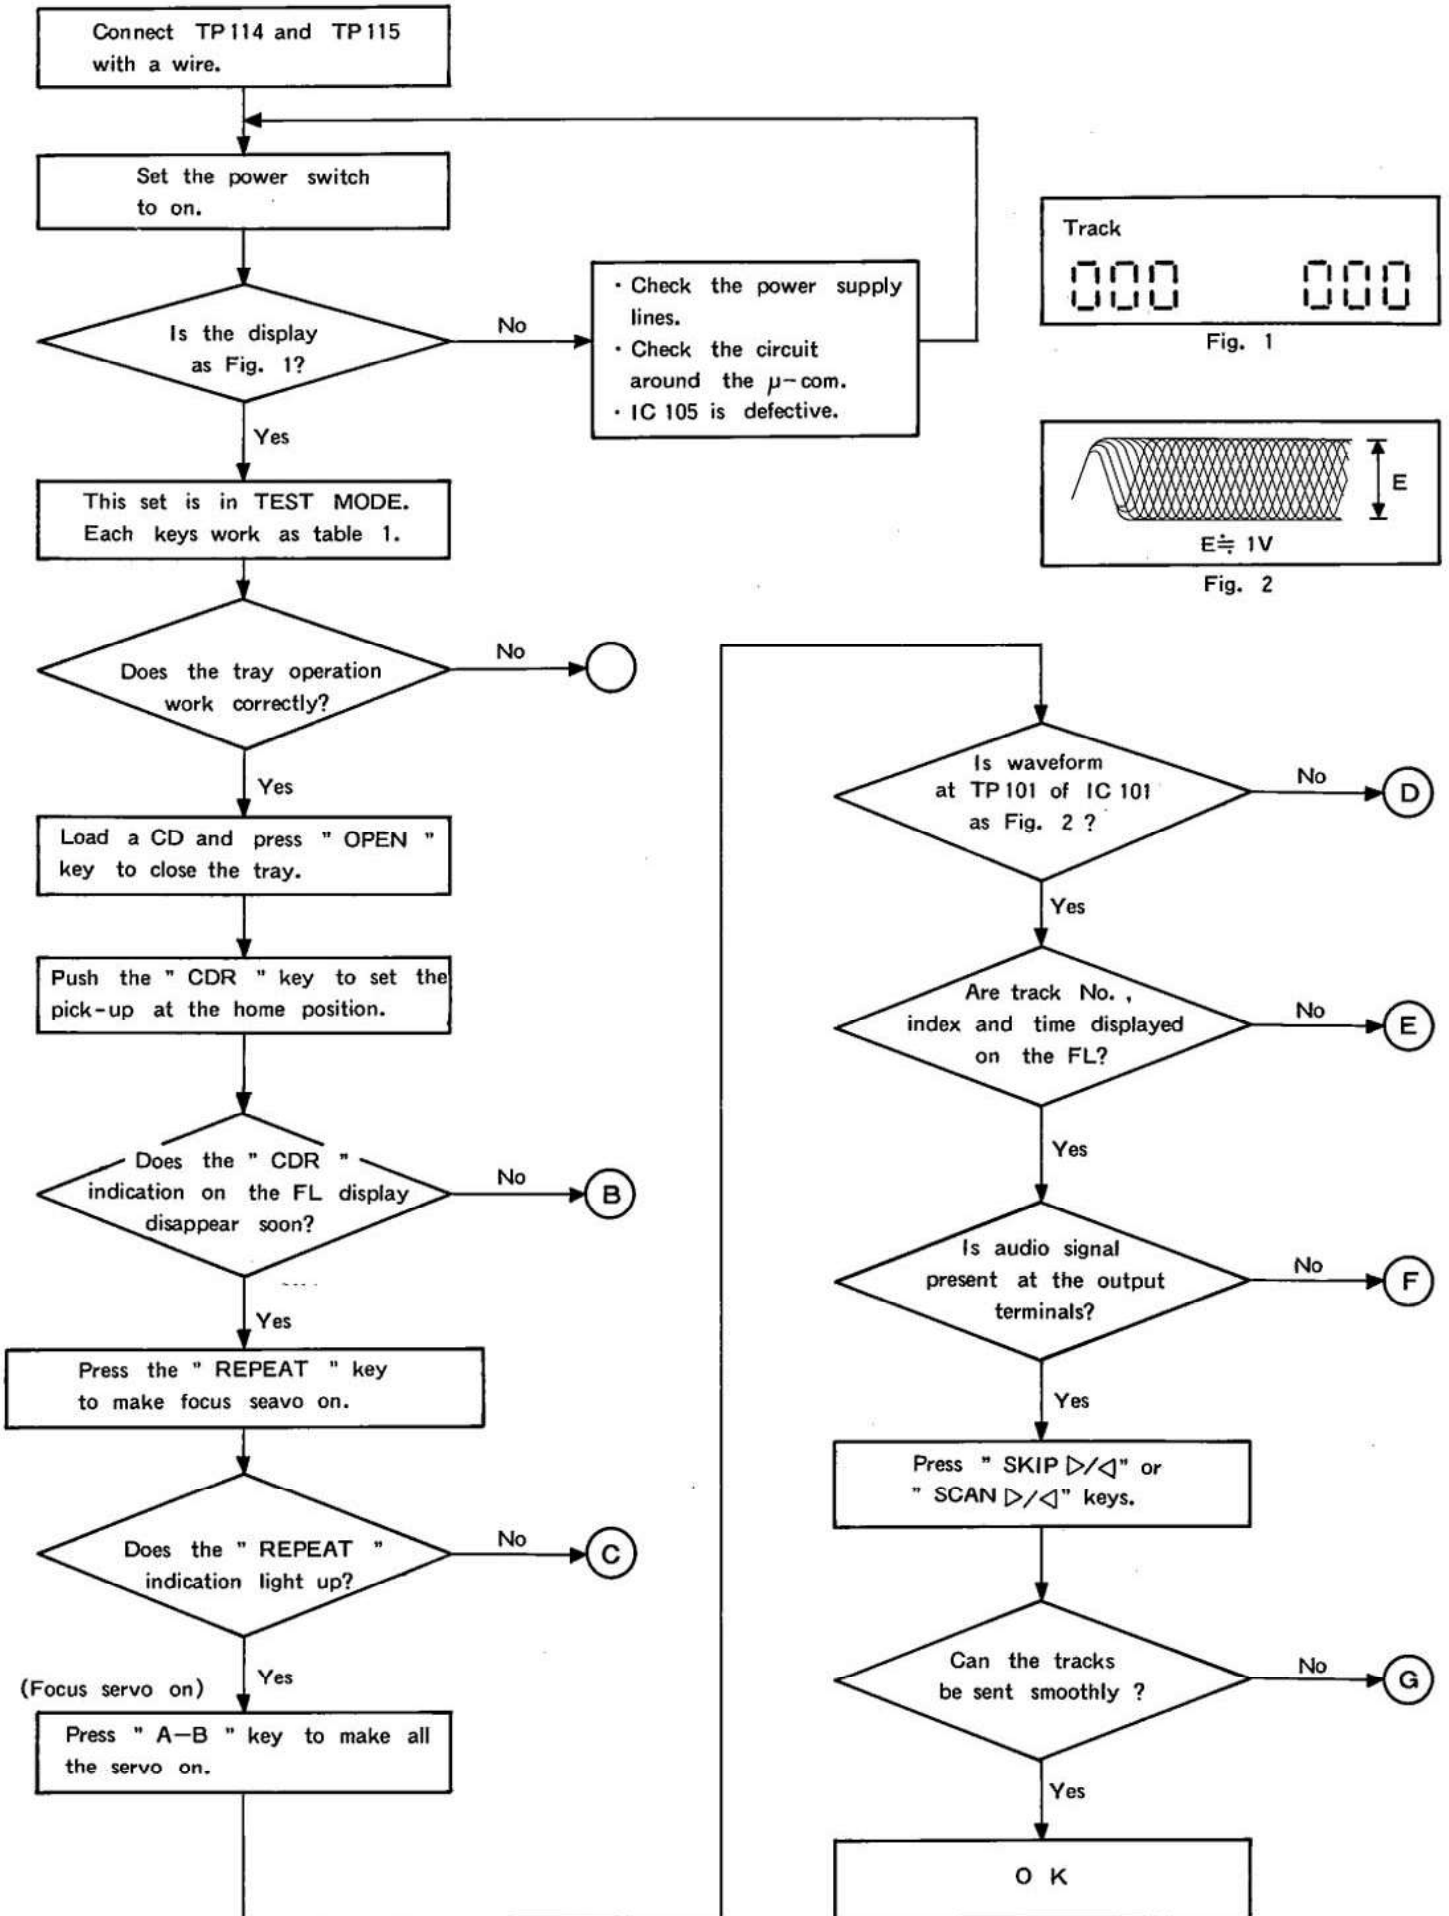 Connect TP114 and TP115
with a wire.
Set the power switch
to on.
Is the display
as Fig. 1?
No
· Check the power supply
lines.
· Check the circuit
around the μ-com.
· IC 105 is defective.
Yes
This set is in TEST MODE.
Each keys work as table 1.
Does the tray operation
work correctly?
No
Yes
Load a CD and press " OPEN "
key to close the tray.
Push the " CDR " key to set the
pick-up at the home position.
Does the " CDR "
indication on the FL display
disappear soon?
No
B
Yes
Press the " REPEAT " key
to make focus seavo on.
Does the " REPEAT "
indication light up?
No
C
Yes
(Focus servo on)
Press " A—B " key to make all
the servo on.
Track
000 000
Fig. 1
E
E≒ 1V
Fig. 2
Is waveform
at TP101 of IC 101
as Fig. 2 ?
No
D
Yes
Are track No. ,
index and time displayed
on the FL?
No
E
Yes
Is audio signal
present at the output
terminals?
No
F
Yes
Press " SKIP ▷/◁" or
" SCAN ▷/◁" keys.
Can the tracks
be sent smoothly ?
No
G
Yes
O K